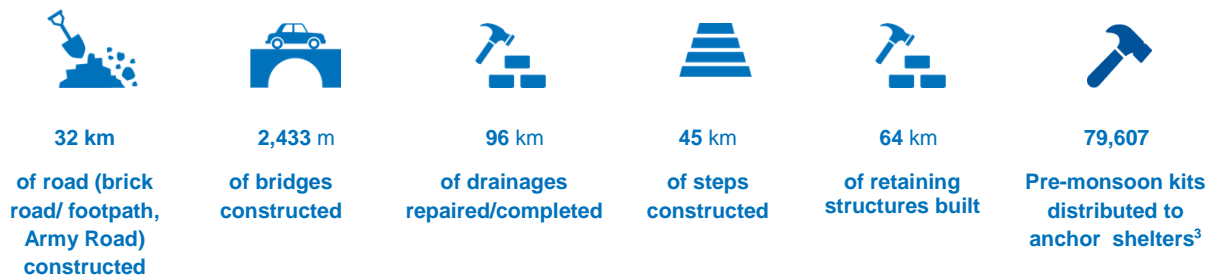 32 km
of road (brick
road/ footpath,
Army Road)
constructed
2,433 m
of bridges
constructed
96 km
of drainages
repaired/completed
45 km
of steps
constructed
64 km
of retaining
structures built
79,607
Pre-monsoon kits
distributed to
anchor shelters3